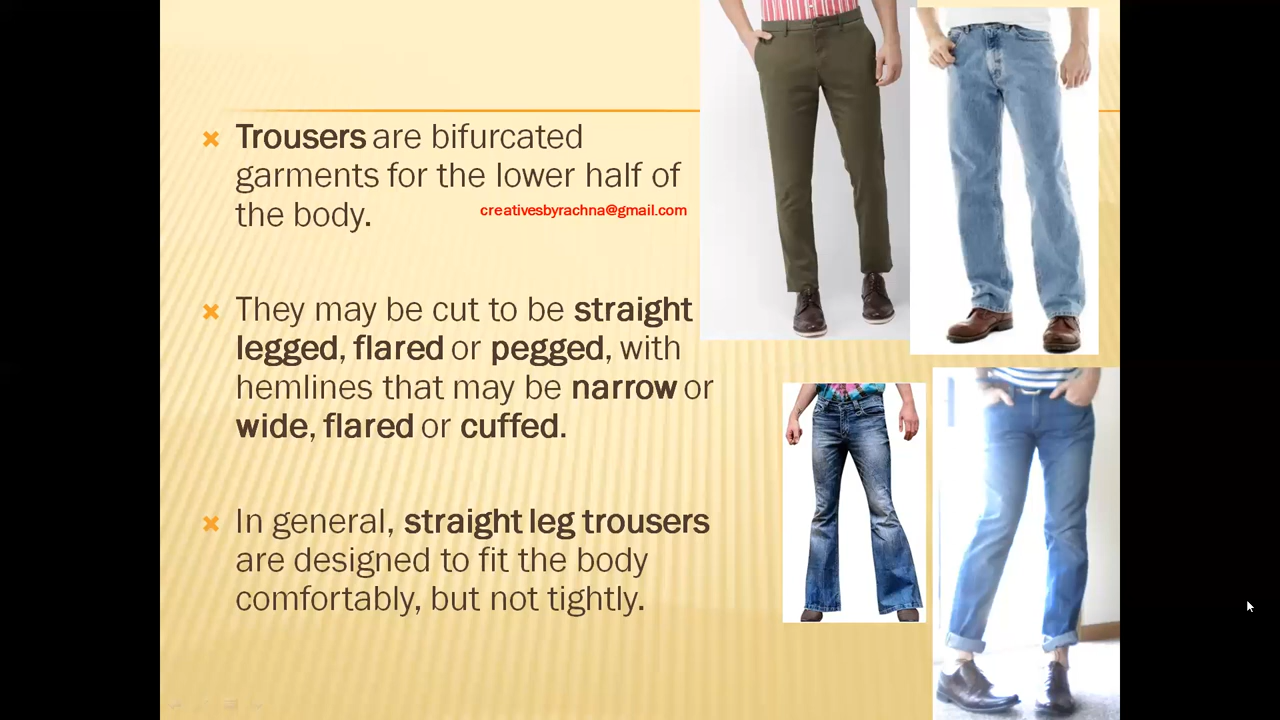 Trousers are bifurcated
garments for the lower half of
the body.
creativesbyrachna@gmail.com
They may be cut to be straight
legged, flared or pegged, with
hemlines that may be narrow or
wide, flared or cuffed.
In general, straight leg trousers
are designed to fit the body
comfortably, but not tightly.